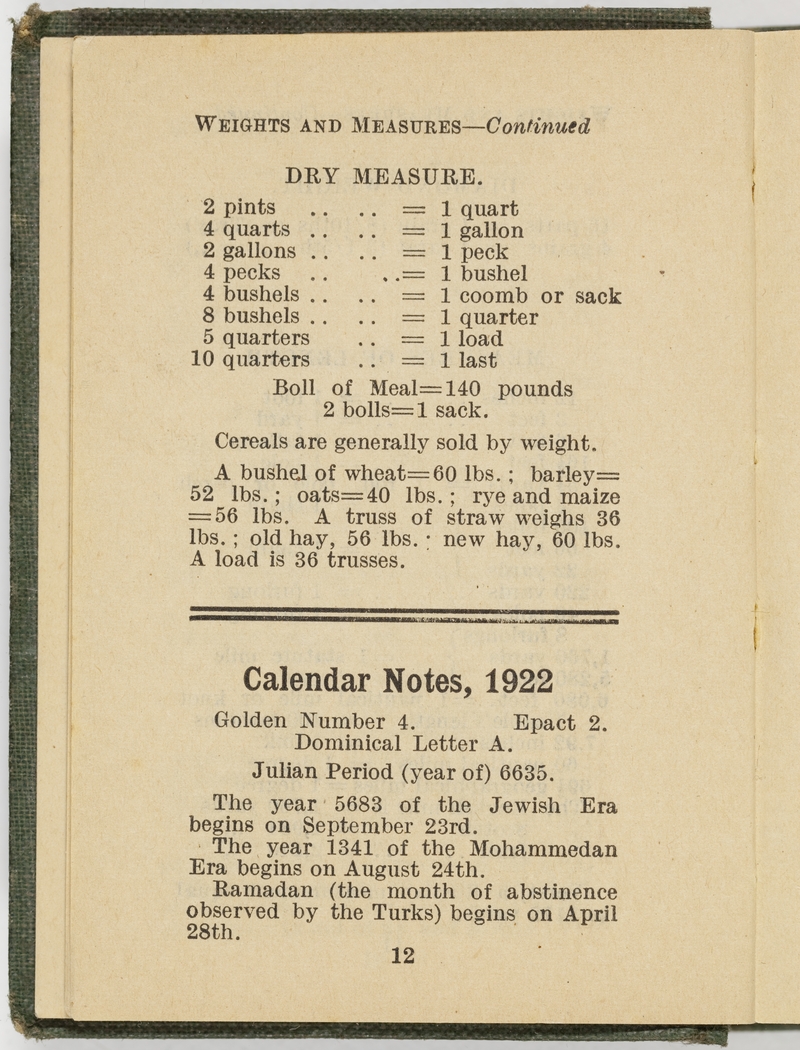 WEIGHTS AND MEASURES—Continued
DRY MEASURE.
2 pints .. .. = 1 quart
4 quarts .. .. = 1 gallon
2 gallons .. .. = 1 peck
4 pecks .. ..= 1 bushel
4 bushels .. .. = 1 coomb or sack
8 bushels .. .. = 1 quarter
5 quarters .. = 1 load
10 quarters .. = 1 last
Boll of Meal=140 pounds
2 bolls=1 sack.
Cereals are generally sold by weight.
A bushel of wheat=60 lbs.; barley=
52 lbs.; oats=40 lbs.; rye and maize
=56 lbs. A truss of straw weighs 36
lbs.; old hay, 56 lbs.; new hay, 60 lbs.
A load is 36 trusses.
Calendar Notes, 1922
Golden Number 4. Epact 2.
Dominical Letter A.
Julian Period (year of) 6635.
The year 5683 of the Jewish Era
begins on September 23rd.
The year 1341 of the Mohammedan
Era begins on August 24th.
Ramadan (the month of abstinence
observed by the Turks) begins on April
28th.
12